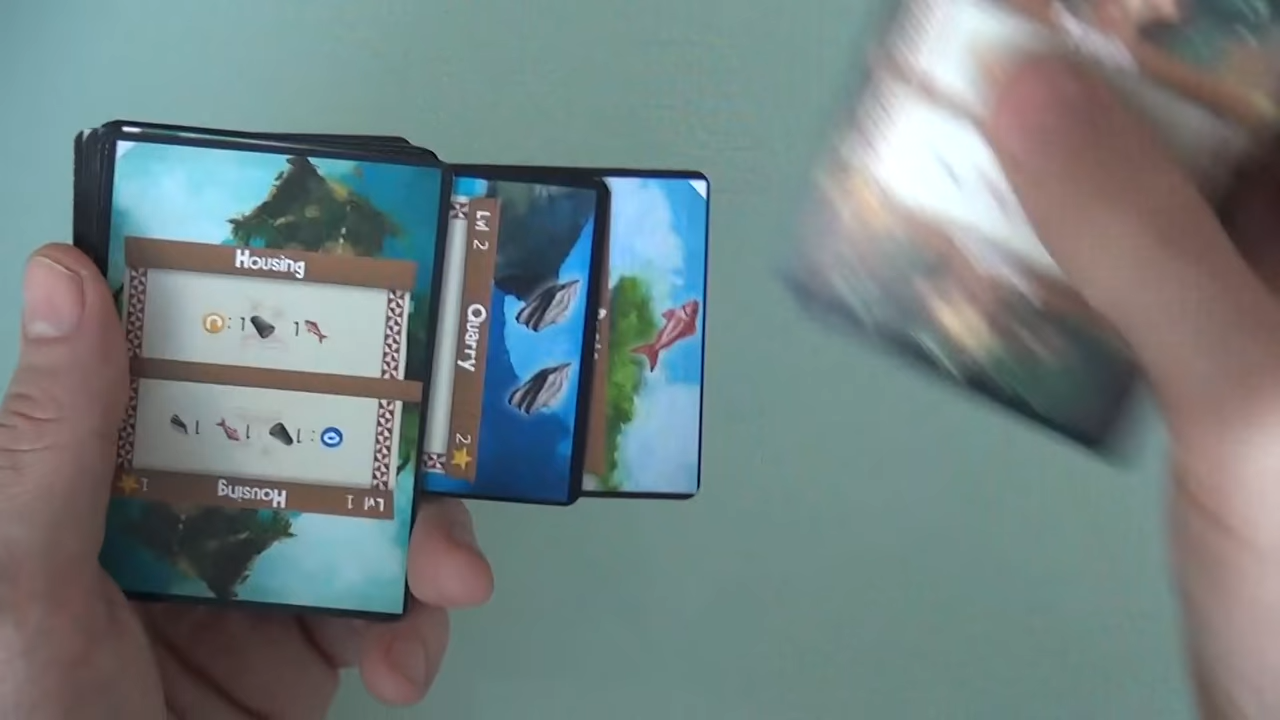 Housing
: 1 1
1 1 1 :
Housing
Lvl 1
1
Lvl 2
Quarry
2